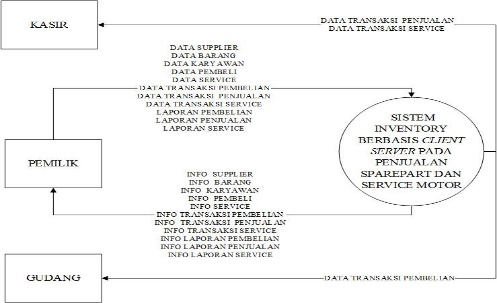 KASIR
DATA TRANSAKSI PENJUALAN
DATA TRANSAKSI SERVICE
DATA SUPPLIER
DATA BARANG
DATA KARYAWAN
DATA PEMBELI
DATA SERVICE
DATA TRANSAKSI PEMBELIAN
DATA TRANSAKSI PENJUALAN
DATA TRANSAKSI SERVICE
LAPORAN PEMBELIAN
LAPORAN PENJUALAN
LAPORAN SERVICE
SISTEM
INVENTORY
BERBASIS CLIENT
SERVER PADA
PENJUALAN
SPAREPART DAN
SERVICE MOTOR
PEMILIK
INFO SUPPLIER
INFO BARANG
INFO KARYAWAN
INFO PEMBELI
INFO SERVICE
INFO TRANSAKSI PEMBELIAN
INFO TRANSAKSI PENJUALAN
INFO TRANSAKSI SERVICE
INFO LAPORAN PEMBELIAN
INFO LAPORAN PENJUALAN
INFO LAPORAN SERVICE
GUDANG
DATA TRANSAKSI PEMBELIAN